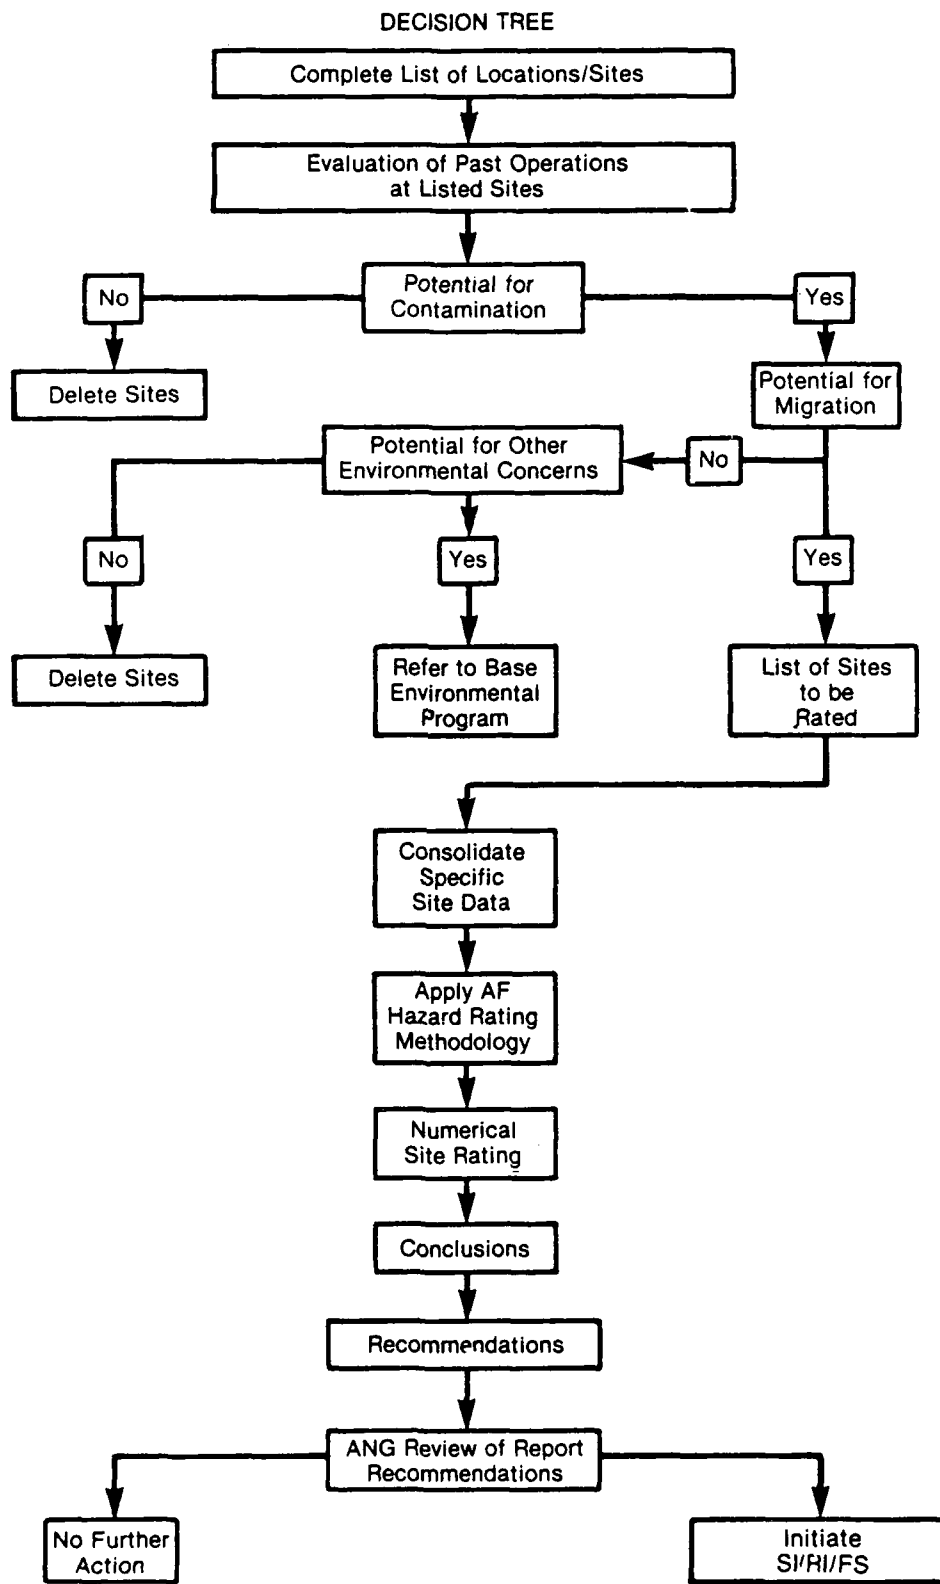 DECISION TREE
Complete List of Locations/Sites
Evaluation of Past Operations
at Listed Sites
Potential for
Contamination
No
Yes
Delete Sites
Potential for
Migration
Potential for Other
Environmental Concerns
No
No
Yes
Yes
Delete Sites
Refer to Base
Environmental
Program
List of Sites
to be
Rated
Consolidate
Specific
Site Data
Apply AF
Hazard Rating
Methodology
Numerical
Site Rating
Conclusions
Recommendations
ANG Review of Report
Recommendations
No Further
Action
Initiate
SI/RI/FS